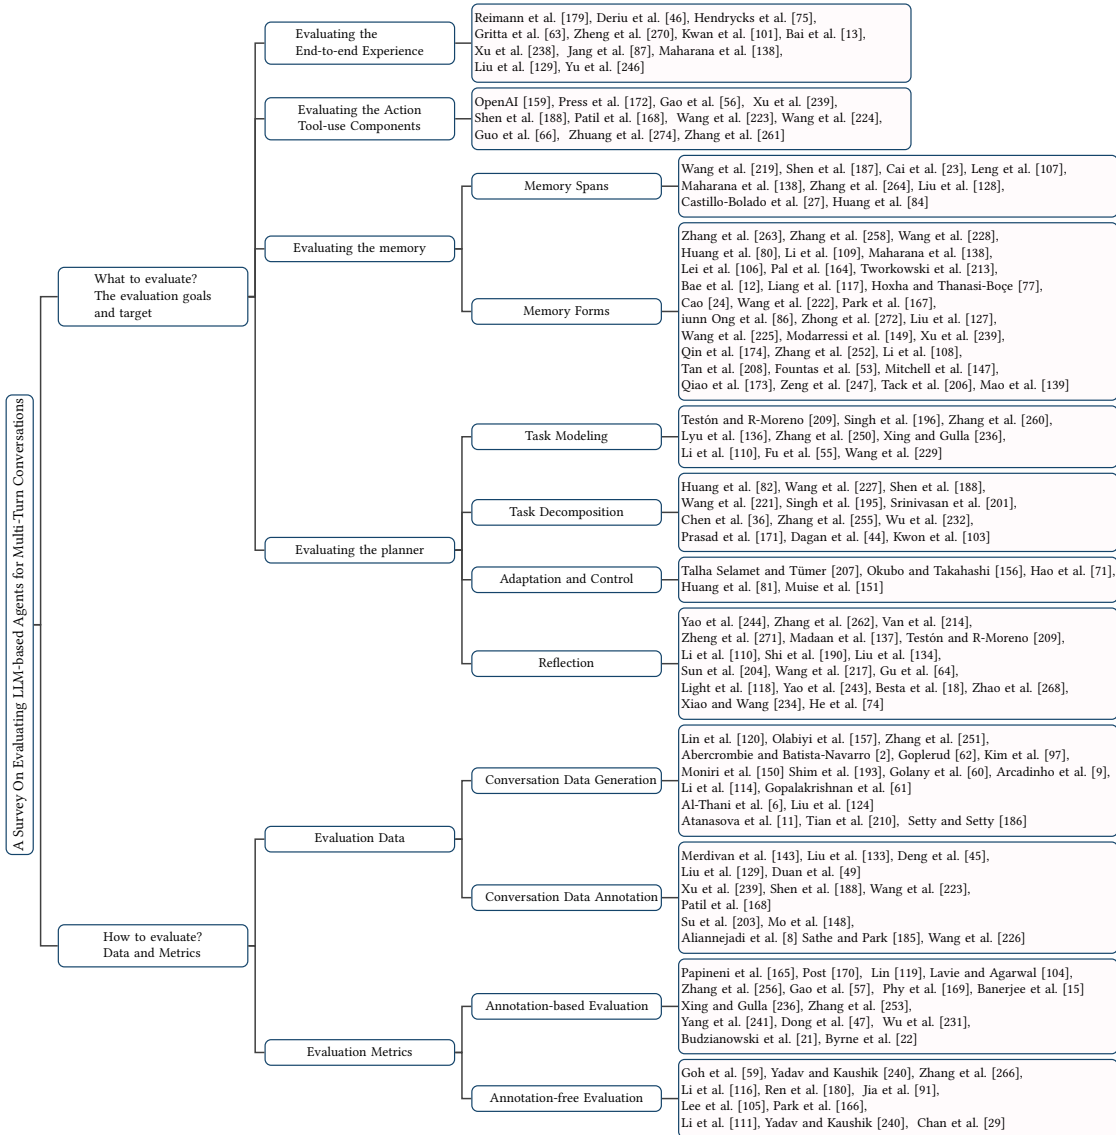 A Survey On Evaluating LLM-based Agents for Multi-Turn Conversations
What to evaluate?
The evaluation goals
and target
Evaluating the
End-to-end Experience
Reimann et al. [179], Deriu et al. [46], Hendrycks et al. [75],
Gritta et al. [63], Zheng et al. [270], Kwan et al. [101], Bai et al. [13],
Xu et al. [238], Jang et al. [87], Maharana et al. [138],
Liu et al. [129], Yu et al. [246]
Evaluating the Action
Tool-use Components
OpenAI [159], Press et al. [172], Gao et al. [56], Xu et al. [239],
Shen et al. [188], Patil et al. [168], Wang et al. [223], Wang et al. [224],
Guo et al. [66], Zhuang et al. [274], Zhang et al. [261]
Evaluating the memory
Memory Spans
Wang et al. [219], Shen et al. [187], Cai et al. [23], Leng et al. [107],
Maharana et al. [138], Zhang et al. [264], Liu et al. [128],
Castillo-Bolado et al. [27], Huang et al. [84]
Memory Forms
Zhang et al. [263], Zhang et al. [258], Wang et al. [228],
Huang et al. [80], Li et al. [109], Maharana et al. [138],
Lei et al. [106], Pal et al. [164], Tworkowski et al. [213],
Bae et al. [12], Liang et al. [117], Hoxha and Thanasi-Boçe [77],
Cao [24], Wang et al. [222], Park et al. [167],
iunn Ong et al. [86], Zhong et al. [272], Liu et al. [127],
Wang et al. [225], Modarressi et al. [149], Xu et al. [239],
Qin et al. [174], Zhang et al. [252], Li et al. [108],
Tan et al. [208], Fountas et al. [53], Mitchell et al. [147],
Qiao et al. [173], Zeng et al. [247], Tack et al. [206], Mao et al. [139]
Evaluating the planner
Task Modeling
Testón and R-Moreno [209], Singh et al. [196], Zhang et al. [260],
Lyu et al. [136], Zhang et al. [250], Xing and Gulla [236],
Li et al. [110], Fu et al. [55], Wang et al. [229]
Task Decomposition
Huang et al. [82], Wang et al. [227], Shen et al. [188],
Wang et al. [221], Singh et al. [195], Srinivasan et al. [201],
Chen et al. [36], Zhang et al. [255], Wu et al. [232],
Prasad et al. [171], Dagan et al. [44], Kwon et al. [103]
Adaptation and Control
Talha Selamet and Tümer [207], Okubo and Takahashi [156], Hao et al. [71],
Huang et al. [81], Muise et al. [151]
Reflection
Yao et al. [244], Zhang et al. [262], Van et al. [214],
Zheng et al. [271], Madaan et al. [137], Testón and R-Moreno [209],
Li et al. [110], Shi et al. [190], Liu et al. [134],
Sun et al. [204], Wang et al. [217], Gu et al. [64],
Light et al. [118], Yao et al. [243], Besta et al. [18], Zhao et al. [268],
Xiao and Wang [234], He et al. [74]
How to evaluate?
Data and Metrics
Evaluation Data
Conversation Data Generation
Lin et al. [120], Olabiyi et al. [157], Zhang et al. [251],
Abercrombie and Batista-Navarro [2], Goplerud [62], Kim et al. [97],
Moniri et al. [150] Shim et al. [193], Golany et al. [60], Arcadinho et al. [9],
Li et al. [114], Gopalakrishnan et al. [61]
Al-Thani et al. [6], Liu et al. [124]
Atanasova et al. [11], Tian et al. [210], Setty and Setty [186]
Conversation Data Annotation
Merdivan et al. [143], Liu et al. [133], Deng et al. [45],
Liu et al. [129], Duan et al. [49]
Xu et al. [239], Shen et al. [188], Wang et al. [223],
Patil et al. [168]
Su et al. [203], Mo et al. [148],
Aliannejadi et al. [8] Sathe and Park [185], Wang et al. [226]
Evaluation Metrics
Annotation-based Evaluation
Papineni et al. [165], Post [170], Lin [119], Lavie and Agarwal [104],
Zhang et al. [256], Gao et al. [57], Phy et al. [169], Banerjee et al. [15]
Xing and Gulla [236], Zhang et al. [253],
Yang et al. [241], Dong et al. [47], Wu et al. [231],
Budzianowski et al. [21], Byrne et al. [22]
Annotation-free Evaluation
Goh et al. [59], Yadav and Kaushik [240], Zhang et al. [266],
Li et al. [116], Ren et al. [180], Jia et al. [91],
Lee et al. [105], Park et al. [166],
Li et al. [111], Yadav and Kaushik [240], Chan et al. [29]